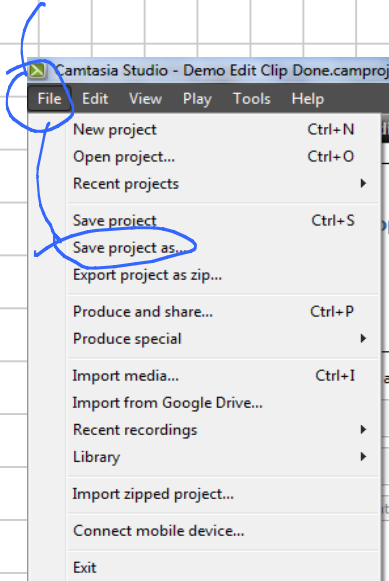 Camtasia Studio - Demo Edit Clip Done.camproj
File Edit View Play Tools Help
New project Ctrl+N
Open project... Ctrl+O
Recent projects
Save project Ctrl+S
Save project as...
Export project as zip...
Produce and share... Ctrl+P
Produce special
Import media... Ctrl+I
Import from Google Drive...
Recent recordings
Library
Import zipped project...
Connect mobile device...
Exit